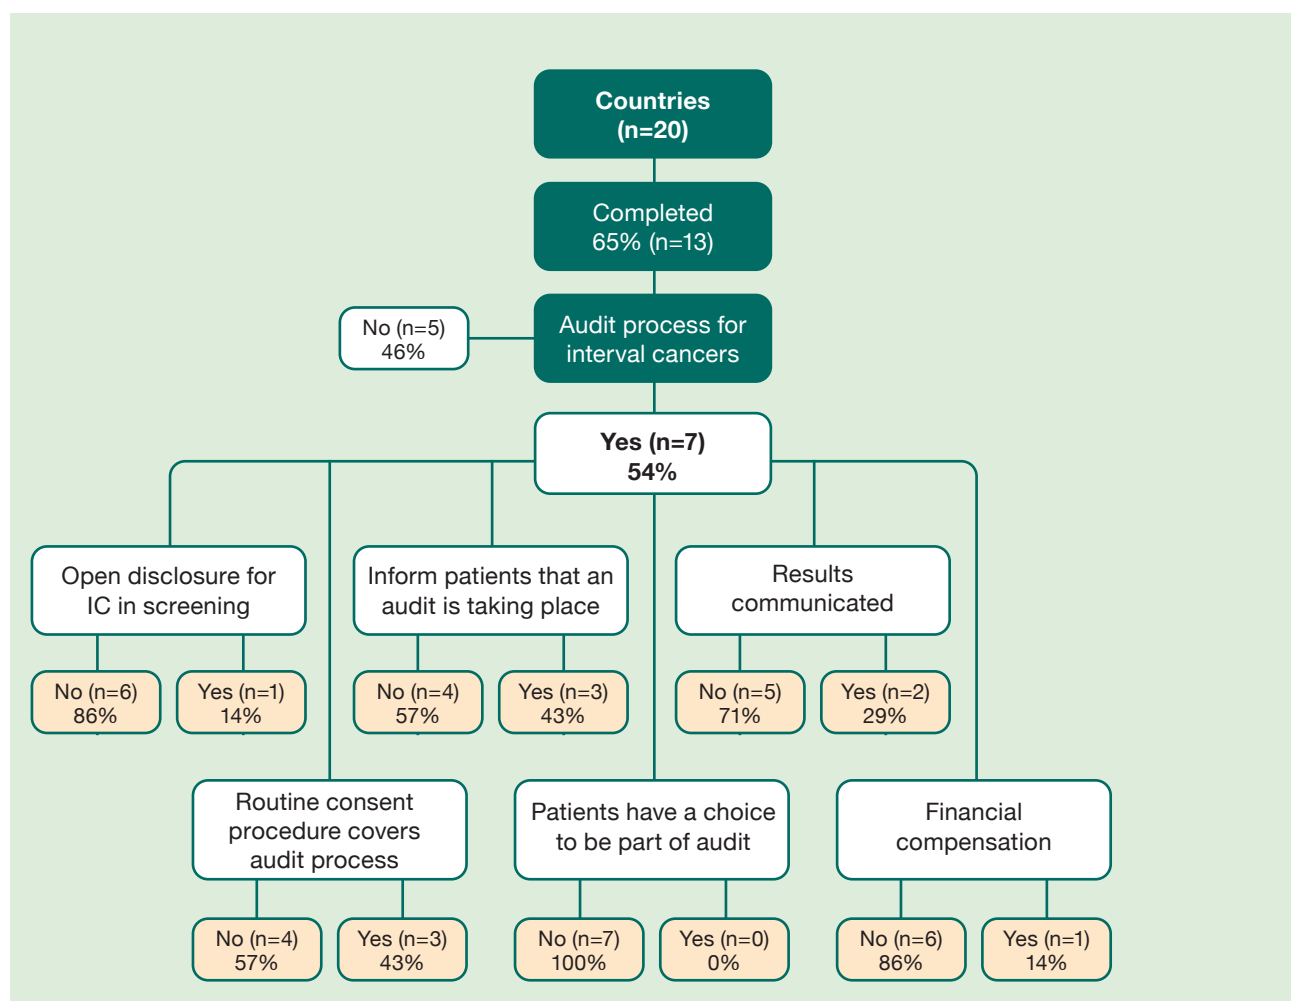 Countries
(n=20)
Completed
65% (n=13)
Audit process for
interval cancers
No (n=5)
46%
Yes (n=7)
54%
Open disclosure for
IC in screening
No (n=6)
86%
Yes (n=1)
14%
Inform patients that an
audit is taking place
No (n=4)
57%
Yes (n=3)
43%
Results
communicated
No (n=5)
71%
Yes (n=2)
29%
Routine consent
procedure covers
audit process
No (n=4)
57%
Yes (n=3)
43%
Patients have a choice
to be part of audit
No (n=7)
100%
Yes (n=0)
0%
Financial
compensation
No (n=6)
86%
Yes (n=1)
14%